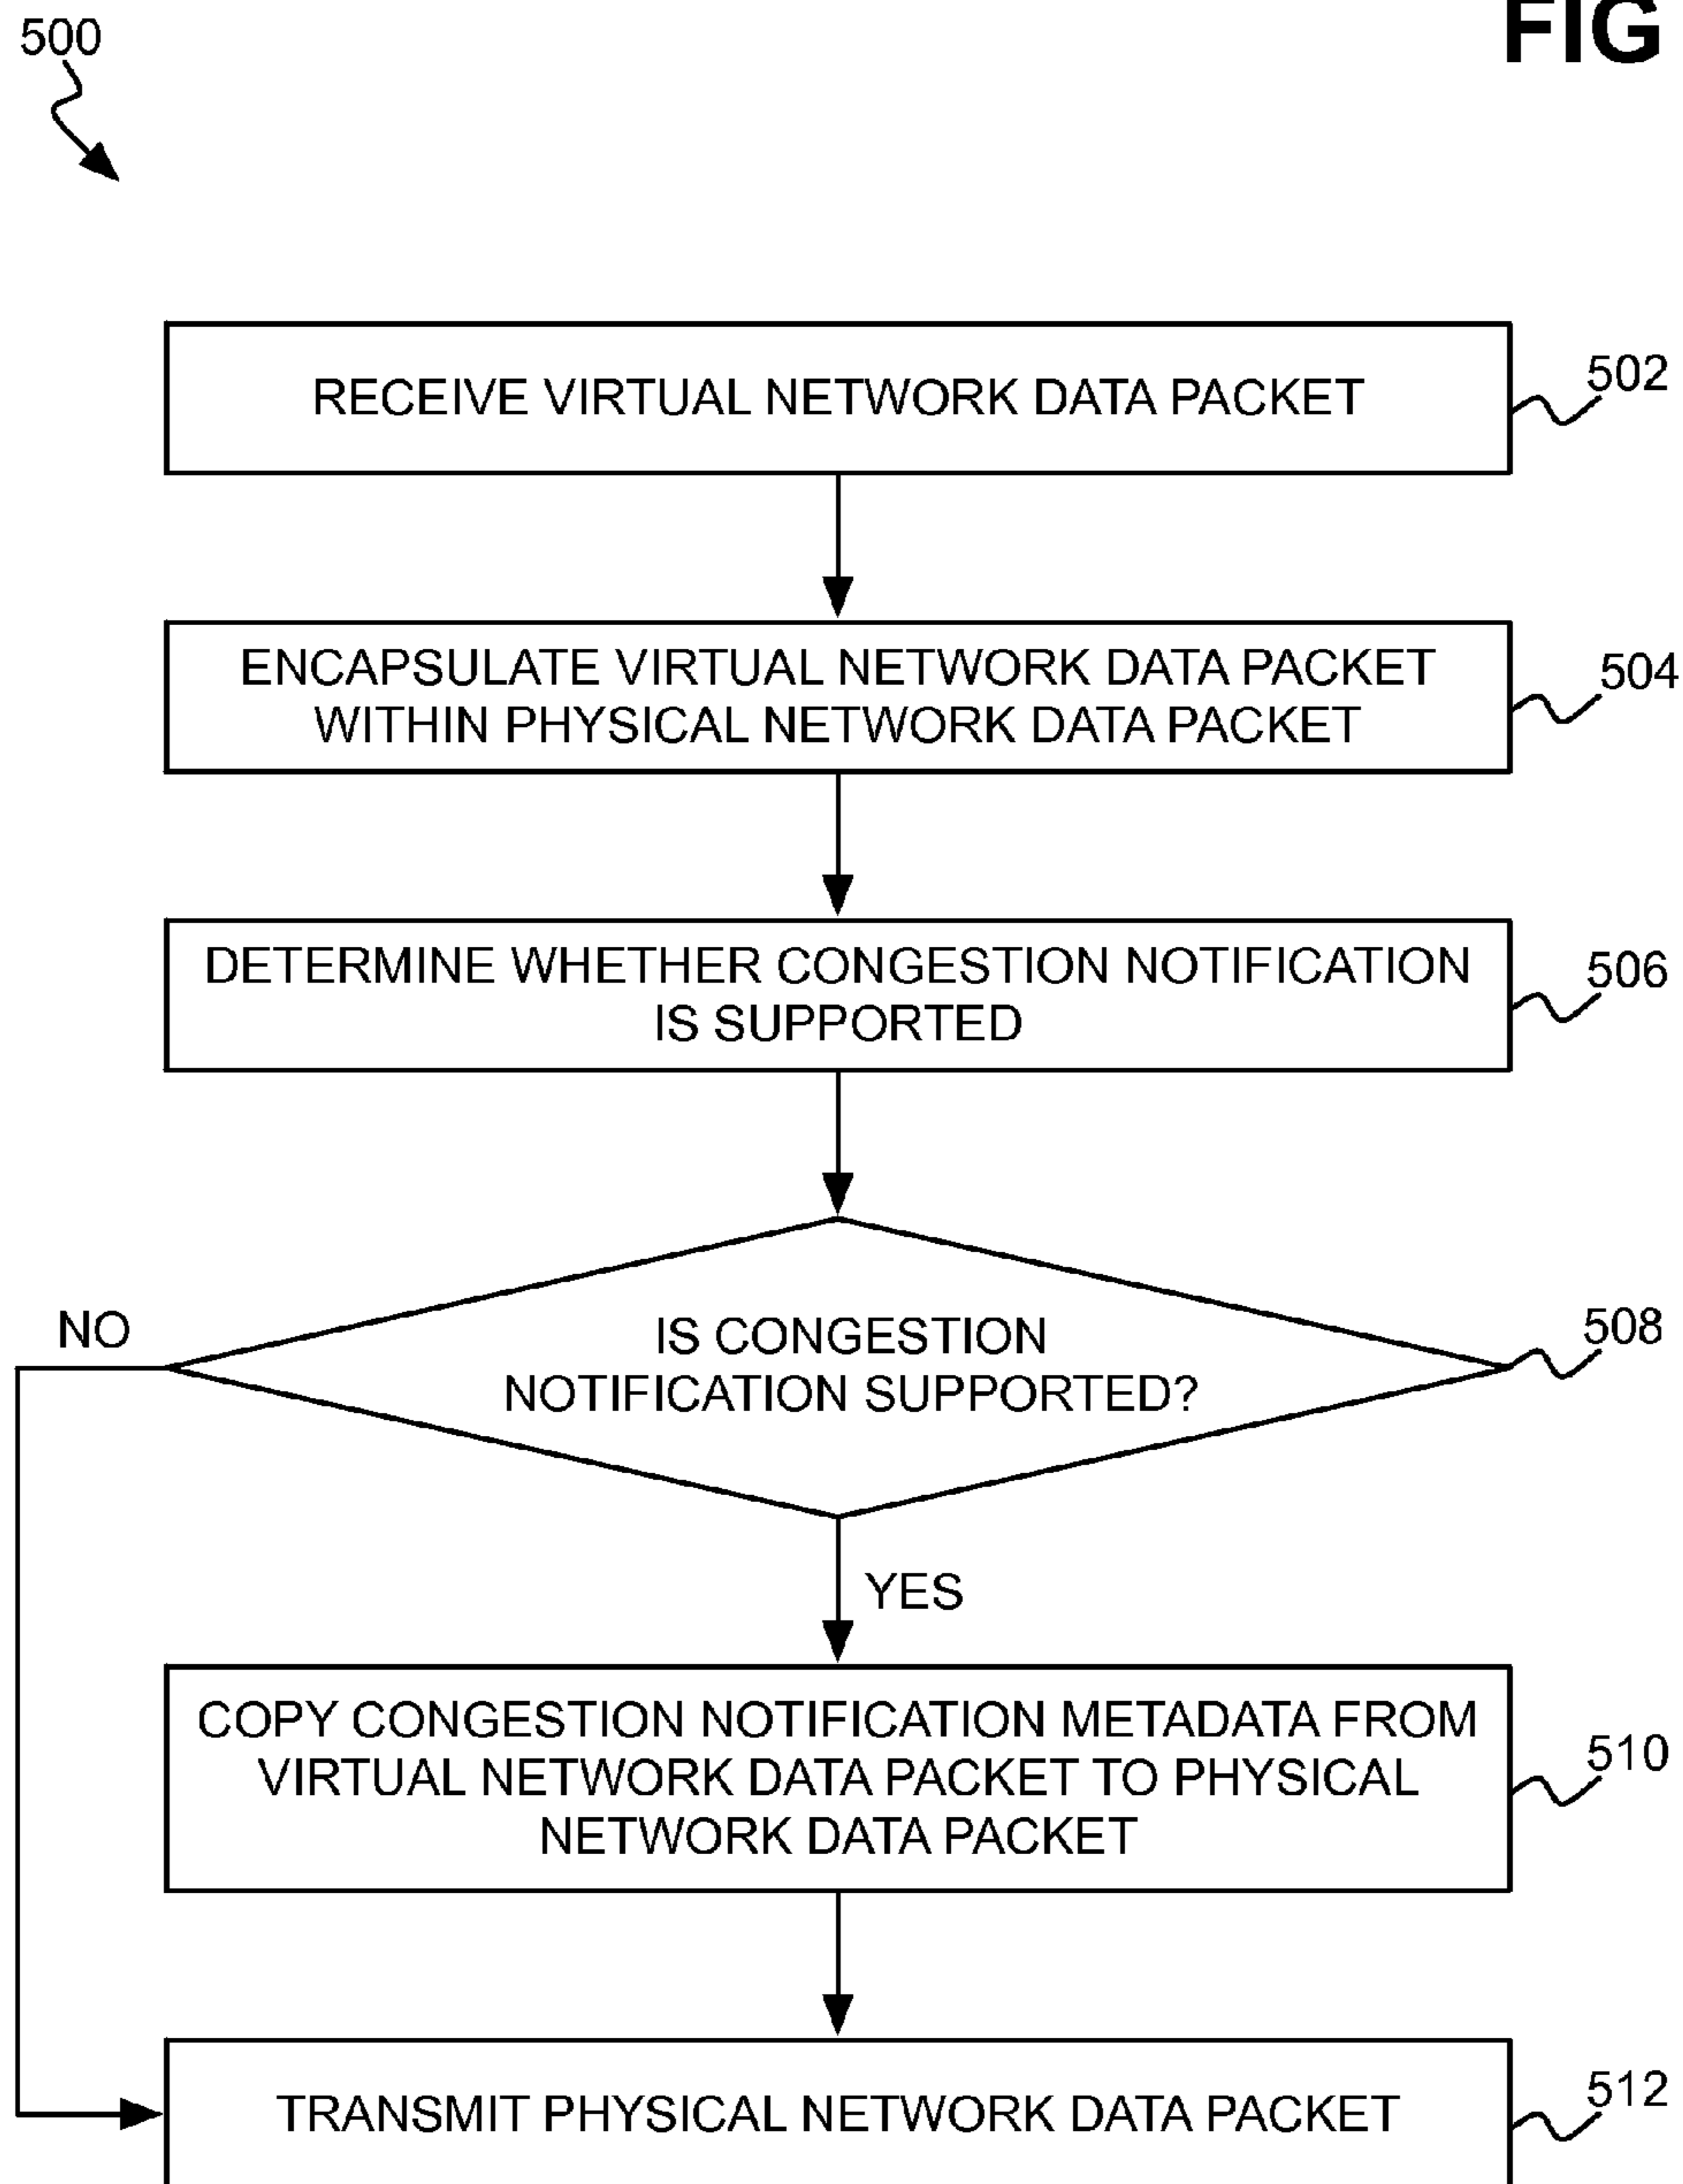 500
FIG
RECEIVE VIRTUAL NETWORK DATA PACKET
502
ENCAPSULATE VIRTUAL NETWORK DATA PACKET
WITHIN PHYSICAL NETWORK DATA PACKET
504
DETERMINE WHETHER CONGESTION NOTIFICATION
IS SUPPORTED
506
NO
IS CONGESTION
NOTIFICATION SUPPORTED?
508
YES
COPY CONGESTION NOTIFICATION METADATA FROM
VIRTUAL NETWORK DATA PACKET TO PHYSICAL
NETWORK DATA PACKET
510
TRANSMIT PHYSICAL NETWORK DATA PACKET
512